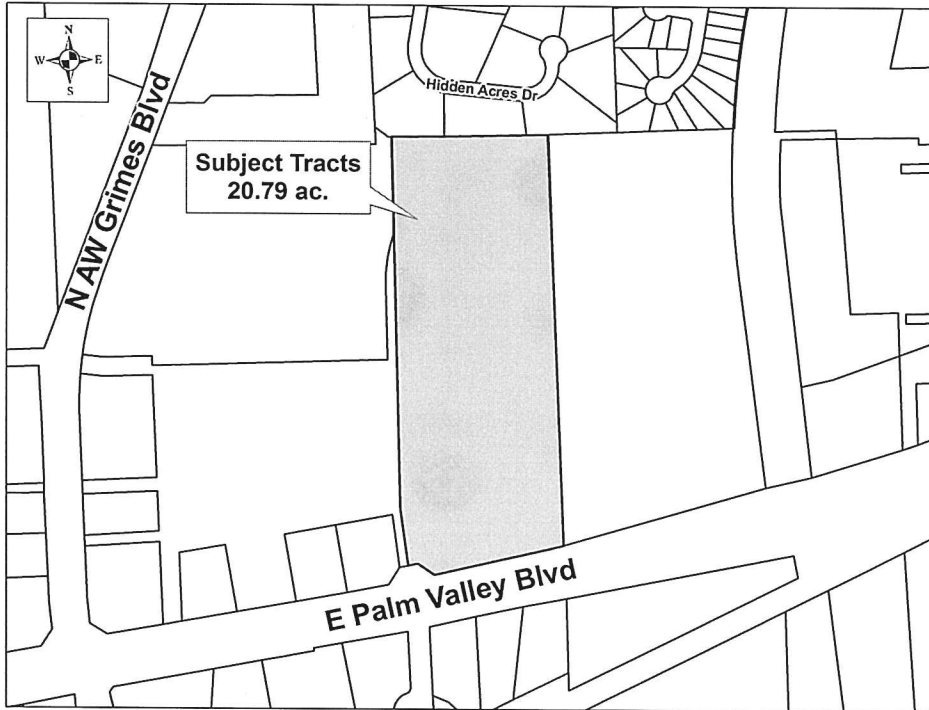 N
W E
S
N AW Grimes Blvd
Hidden Acres Dr
Subject Tracts
20.79 ac.
E Palm Valley Blvd